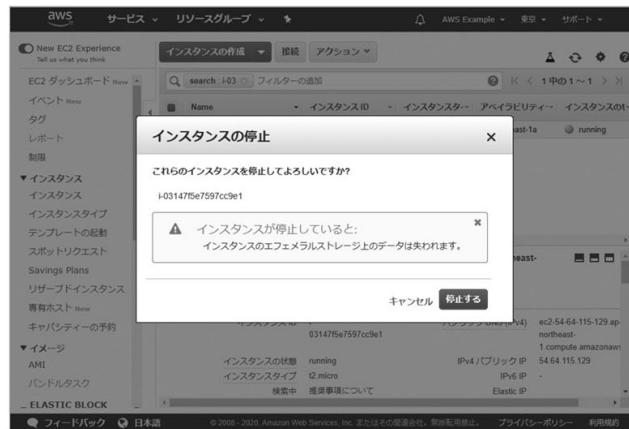 aws サービス リソースグループ AWS Example 東京 サポート
New EC2 Experience
Tell us what you think
インスタンスの作成 接続 アクション
EC2 ダッシュボード New
search : i-03 フィルターの追加 1 中の 1 ~ 1
イベント New
Name インスタンス ID インスタンスタ アベイラビリティー インスタンスのt
タグ
レポート
ast-1a running
制限
インスタンスの停止
これらのインスタンスを停止してよろしいですか?
i-03147f5e7597cc9e1
インスタンスが停止していると:
インスタンスのエフェメラルストレージ上のデータは失われます。
キャンセル 停止する
インスタンス
インスタンス
インスタンスタイプ
テンプレートの起動
スポットリクエスト
Savings Plans
リザーブドインスタンス
専有ホスト New
キャパシティーの予約
イメージ
AMI
バンドルタスク
ELASTIC BLOCK
neast-
03147f5e7597cc9e1
ec2-54-64-115-129.ap-
northeast-
1.compute.amazonaws
インスタンスの状態 running IPv4 パブリック IP 54.64.115.129
インスタンスタイプ t2.micro IPv6 IP -
検索中 推奨事項について Elastic IP
フィードバック 日本語 © 2008 - 2020, Amazon Web Services, Inc. またはその関連会社。無断転用禁止。 プライバシーポリシー 利用規約